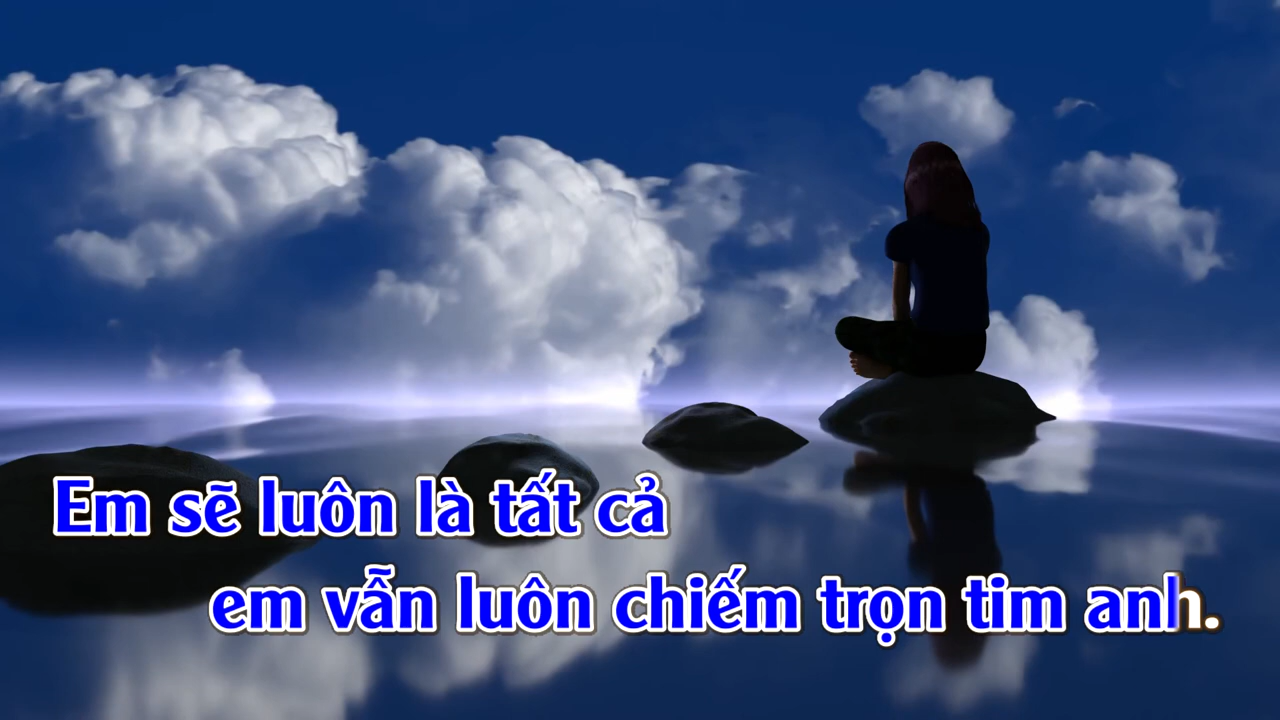 Em sẽ luôn là tất cả
em vẫn luôn chiếm trọn tim anh.